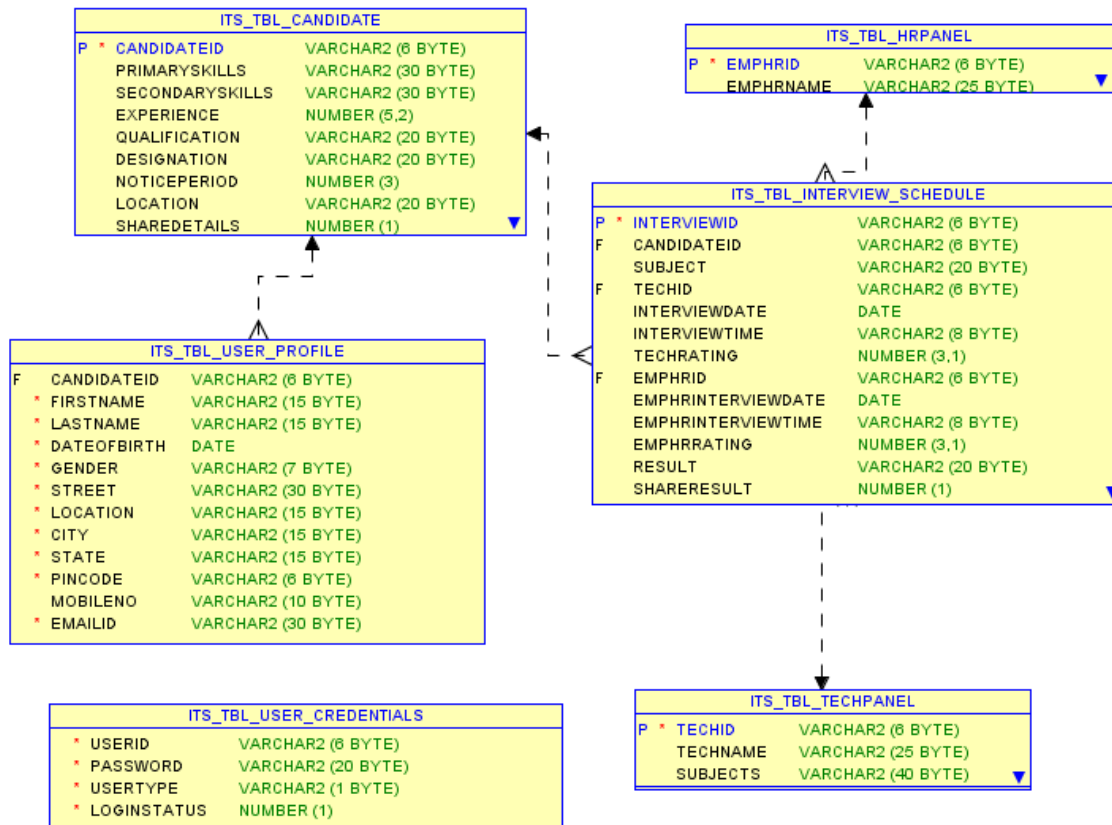 ITS_TBL_CANDIDATE
P * CANDIDATEID VARCHAR2 (6 BYTE)
PRIMARYSKILLS VARCHAR2 (30 BYTE)
SECONDARYSKILLS VARCHAR2 (30 BYTE)
EXPERIENCE NUMBER (5,2)
QUALIFICATION VARCHAR2 (20 BYTE)
DESIGNATION VARCHAR2 (20 BYTE)
NOTICEPERIOD NUMBER (3)
LOCATION VARCHAR2 (20 BYTE)
SHAREDETAILS NUMBER (1)
ITS_TBL_HRPANEL
P * EMPHRID VARCHAR2 (6 BYTE)
EMPHRNAME VARCHAR2 (25 BYTE)
ITS_TBL_INTERVIEW_SCHEDULE
P * INTERVIEWID VARCHAR2 (6 BYTE)
F CANDIDATEID VARCHAR2 (6 BYTE)
SUBJECT VARCHAR2 (20 BYTE)
F TECHID VARCHAR2 (6 BYTE)
INTERVIEWDATE DATE
INTERVIEWTIME VARCHAR2 (8 BYTE)
TECHRATING NUMBER (3,1)
F EMPHRID VARCHAR2 (6 BYTE)
EMPHRINTERVIEWDATE DATE
EMPHRINTERVIEWTIME VARCHAR2 (8 BYTE)
EMPHRRATING NUMBER (3,1)
RESULT VARCHAR2 (20 BYTE)
SHARERESULT NUMBER (1)
ITS_TBL_USER_PROFILE
F CANDIDATEID VARCHAR2 (6 BYTE)
* FIRSTNAME VARCHAR2 (15 BYTE)
* LASTNAME VARCHAR2 (15 BYTE)
* DATEOFBIRTH DATE
* GENDER VARCHAR2 (7 BYTE)
* STREET VARCHAR2 (30 BYTE)
* LOCATION VARCHAR2 (15 BYTE)
* CITY VARCHAR2 (15 BYTE)
* STATE VARCHAR2 (15 BYTE)
* PINCODE VARCHAR2 (6 BYTE)
MOBILENO VARCHAR2 (10 BYTE)
* EMAILID VARCHAR2 (30 BYTE)
ITS_TBL_USER_CREDENTIALS
* USERID VARCHAR2 (6 BYTE)
* PASSWORD VARCHAR2 (20 BYTE)
* USERTYPE VARCHAR2 (1 BYTE)
* LOGINSTATUS NUMBER (1)
ITS_TBL_TECHPANEL
P * TECHID VARCHAR2 (6 BYTE)
TECHNAME VARCHAR2 (25 BYTE)
SUBJECTS VARCHAR2 (40 BYTE)